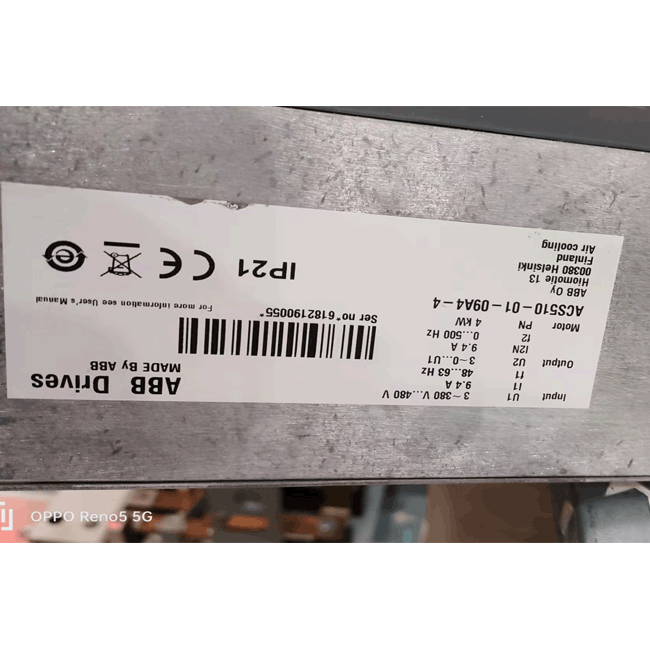 ABB Drives
MADE By ABB
Input U1 3~380 V...480 V
I1 9.4 A
f1 48...63 Hz
Output U2 3~0...U1
I2N 9.4 A
f2 0...500 Hz
Motor PN 4 kW
ACS510-01-09A4-4
ABB Oy
Hiomotie 13
00380 Helsinki
Finland
Air cooling
Ser no*6182190055*
For more information see User's Manual
IP21 CE
OPPO Reno5 5G